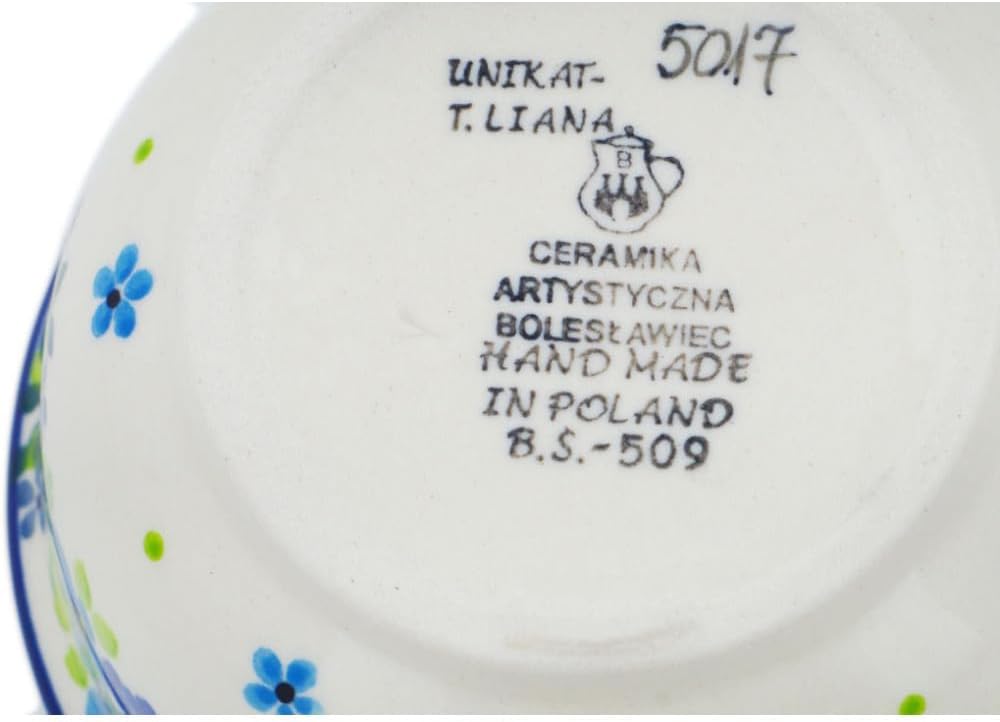 5017
UNIKAT-
T. LIANA
B
CERAMIKA
ARTYSTYCZNA
BOLESŁAWIEC
HAND MADE
IN POLAND
B.Ś.-509